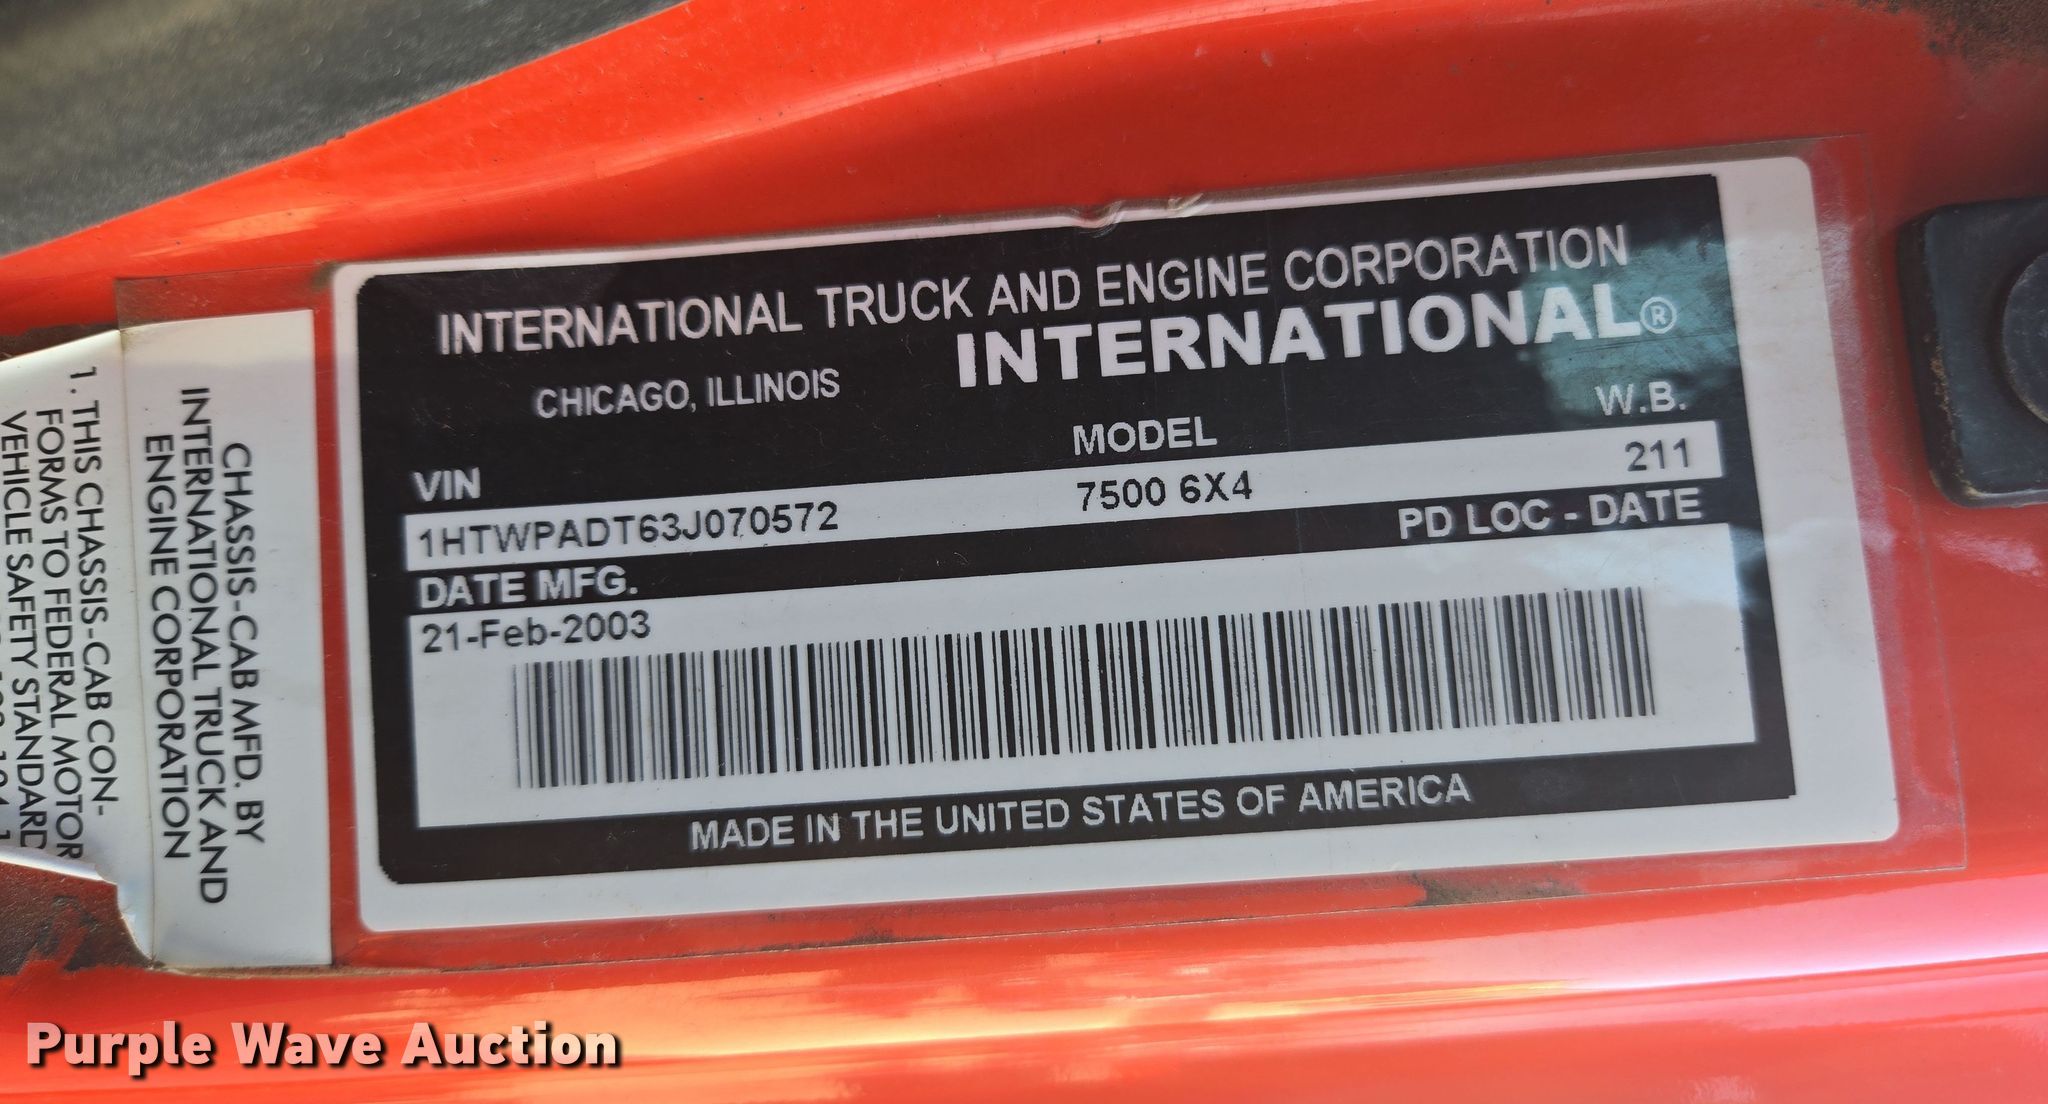 INTERNATIONAL TRUCK AND ENGINE CORPORATION
CHICAGO, ILLINOIS
INTERNATIONAL®
VIN MODEL W.B.
1HTWPADT63J070572 7500 6X4 211
DATE MFG. PD LOC - DATE
21-Feb-2003
MADE IN THE UNITED STATES OF AMERICA
CHASSIS-CAB MFD. BY
INTERNATIONAL TRUCK AND
ENGINE CORPORATION
1. THIS CHASSIS-CAB CON-
FORMS TO FEDERAL MOTOR
VEHICLE SAFETY STANDARD
Purple Wave Auction